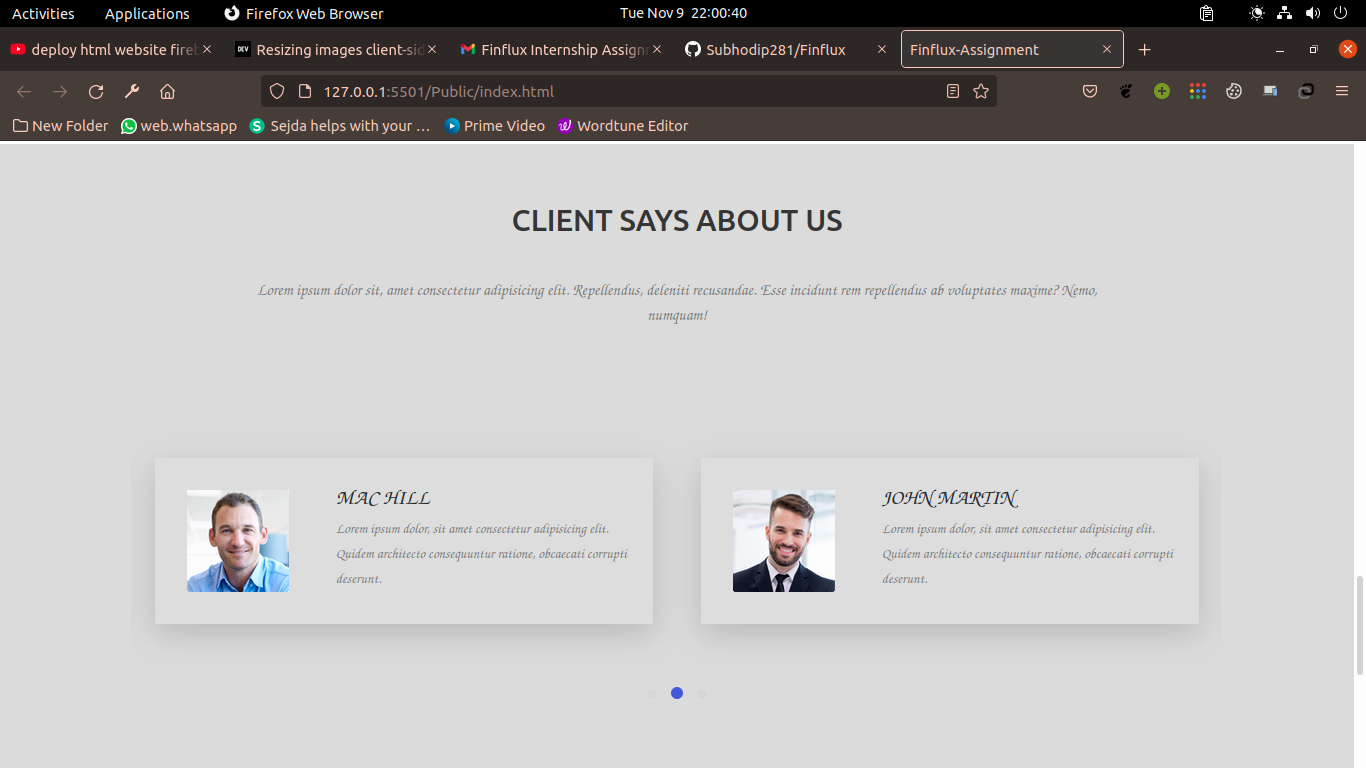 Activities Applications Firefox Web Browser Tue Nov 9 22:00:40
deploy html website fireb DEV Resizing images client-sid Finflux Internship Assignm Subhodip281/Finflux Finflux-Assignment
127.0.0.1:5501/Public/index.html
New Folder web.whatsapp S Sejda helps with your … Prime Video Wordtune Editor
CLIENT SAYS ABOUT US
Lorem ipsum dolor sit, amet consectetur adipisicing elit. Repellendus, deleniti recusandae. Esse incidunt rem repellendus ab voluptates maxime? Nemo,
numquam!
MAC HILL
Lorem ipsum dolor, sit amet consectetur adipisicing elit.
Quidem architecto consequuntur ratione, obcaecati corrupti
deserunt.
JOHN MARTIN
Lorem ipsum dolor, sit amet consectetur adipisicing elit.
Quidem architecto consequuntur ratione, obcaecati corrupti
deserunt.